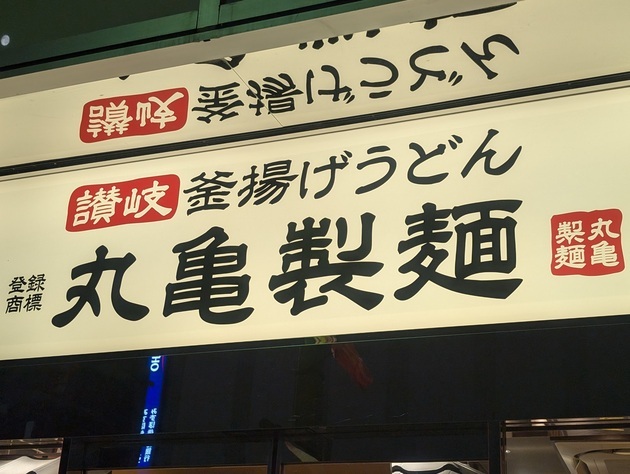 讃岐 釜揚げうどん
丸亀製麺
登録
商標
丸亀
製麺